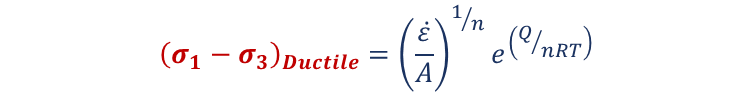 (σ₁ − σ₃)Ductile = (ε̇/A)^(1/n) e^(Q/nRT)